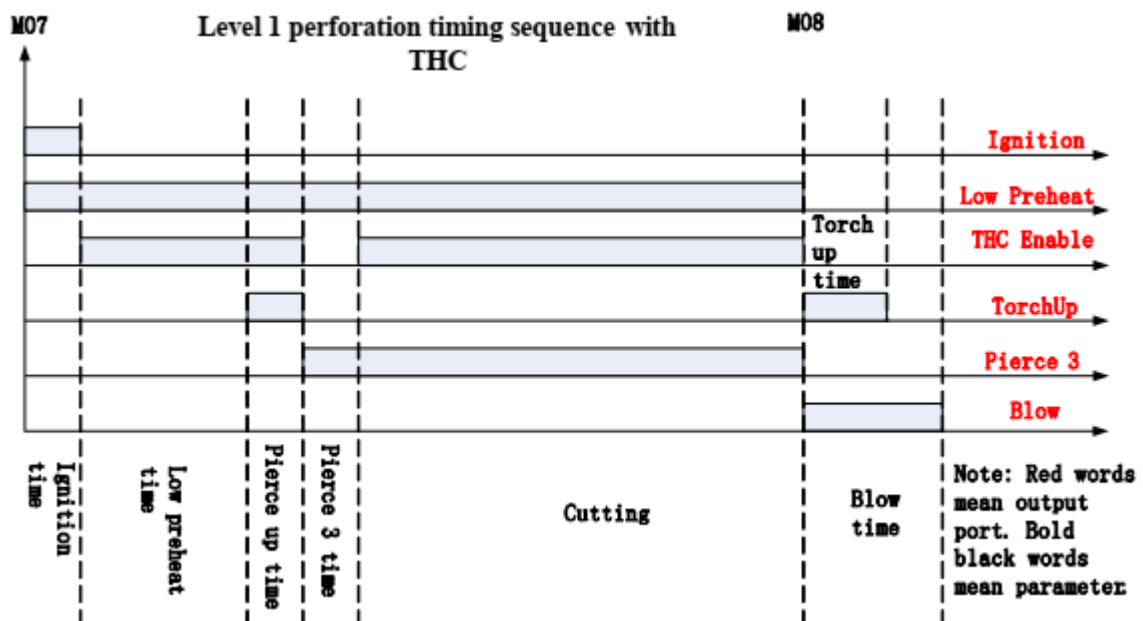 M07
Level 1 perforation timing sequence with
THC
M08
Ignition
Low Preheat
THC Enable
Torch
up
time
TorchUp
Pierce 3
Blow
Ignition
time
Low preheat
time
Pierce up time
Pierce 3 time
Cutting
Blow
time
Note: Red words
mean output
port. Bold
black words
mean parameter.